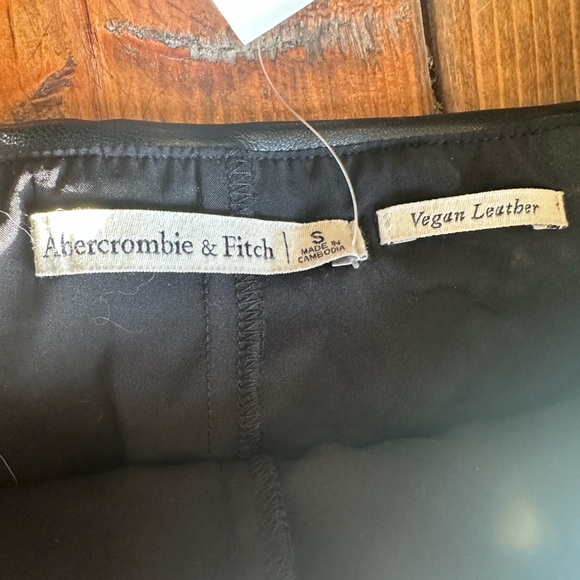 Abercrombie & Fitch
S
MADE IN
CAMBODIA
Vegan Leather